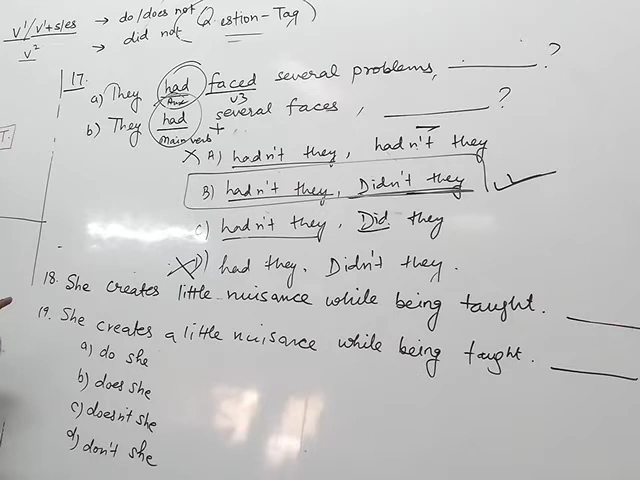 V¹/V¹+s/es → do/does not (Question-Tag)
V² → did not
17.
a) They had faced several problems, ______ ?
Aux V3
b) They had several faces, ______ ?
main verb +
A) hadn't they, hadn't they
B) hadn't they, Didn't they
C) hadn't they, Did they
D) had they. Didn't they.
18. She creates little nuisance while being taught. ______
19. She creates a little nuisance while being taught. ______
a) do she
b) does she
c) doesn't she
d) don't she
T.